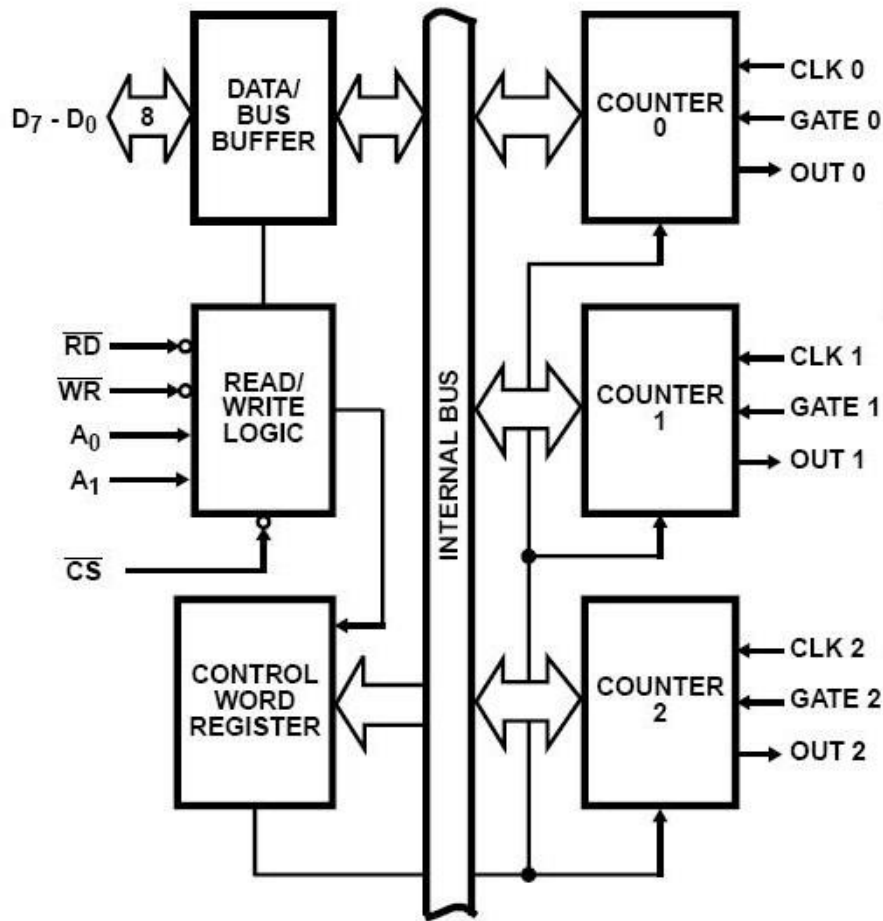 D7 - D0
8
DATA/
BUS
BUFFER
COUNTER
0
CLK 0
GATE 0
OUT 0
RD
WR
A0
A1
CS
READ/
WRITE
LOGIC
INTERNAL BUS
COUNTER
1
CLK 1
GATE 1
OUT 1
CONTROL
WORD
REGISTER
COUNTER
2
CLK 2
GATE 2
OUT 2